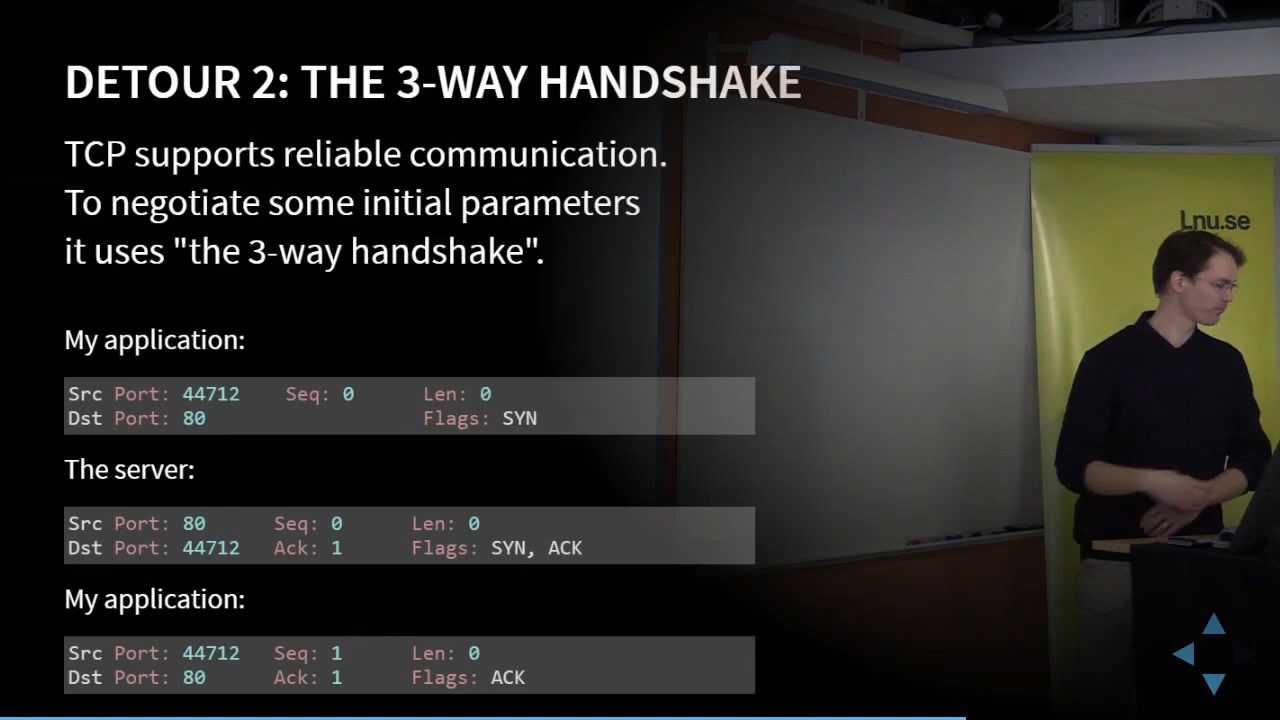 DETOUR 2: THE 3-WAY HANDSHAKE
TCP supports reliable communication.
To negotiate some initial parameters
it uses "the 3-way handshake".
My application:
Src Port: 44712 Seq: 0 Len: 0
Dst Port: 80 Flags: SYN
The server:
Src Port: 80 Seq: 0 Len: 0
Dst Port: 44712 Ack: 1 Flags: SYN, ACK
My application:
Src Port: 44712 Seq: 1 Len: 0
Dst Port: 80 Ack: 1 Flags: ACK
Lnu.se